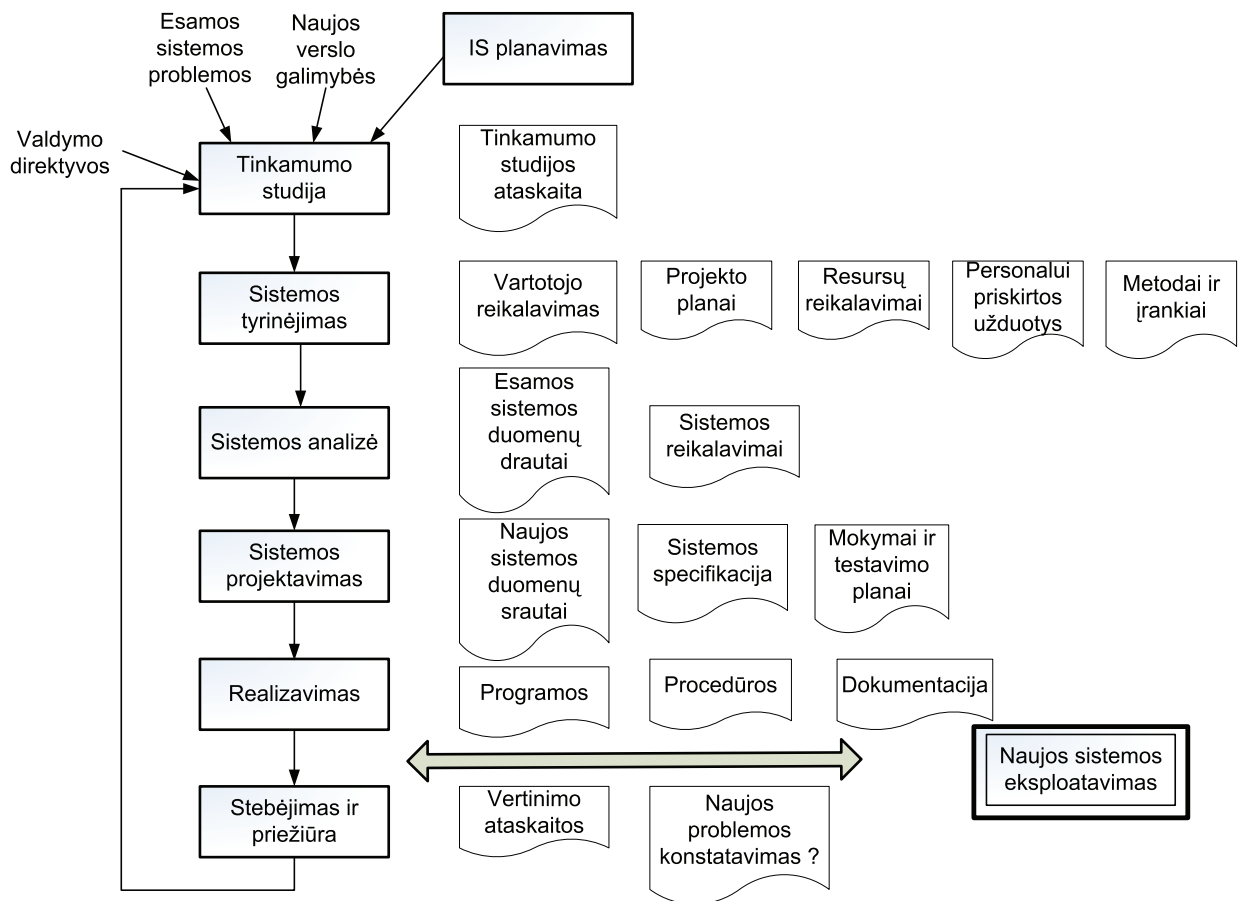 Esamos
sistemos
problemos
Naujos
verslo
galimybės
IS planavimas
Valdymo
direktyvos
Tinkamumo
studija
Tinkamumo
studijos
ataskaita
Sistemos
tyrinėjimas
Vartotojo
reikalavimas
Projekto
planai
Resursų
reikalavimai
Personalui
priskirtos
užduotys
Metodai ir
įrankiai
Sistemos analizė
Esamos
sistemos
duomenų
drautai
Sistemos
reikalavimai
Sistemos
projektavimas
Naujos
sistemos
duomenų
srautai
Sistemos
specifikacija
Mokymai ir
testavimo
planai
Realizavimas
Programos
Procedūros
Dokumentacija
Naujos sistemos
eksploatavimas
Stebėjimas ir
priežiūra
Vertinimo
ataskaitos
Naujos
problemos
konstatavimas ?